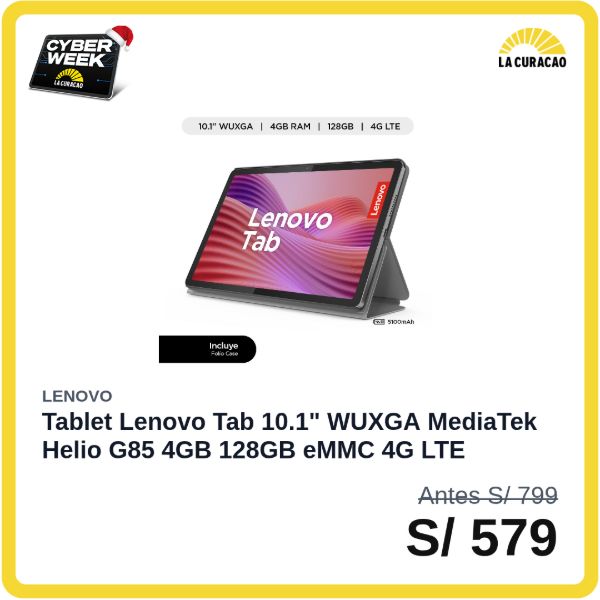 CYBER
WEEK
LA CURACAO
LA CURACAO
10.1" WUXGA | 4GB RAM | 128GB | 4G LTE
Lenovo
Lenovo
Tab
5100mAh
Incluye
Folio Case
LENOVO
Tablet Lenovo Tab 10.1" WUXGA MediaTek
Helio G85 4GB 128GB eMMC 4G LTE
Antes S/ 799
S/ 579